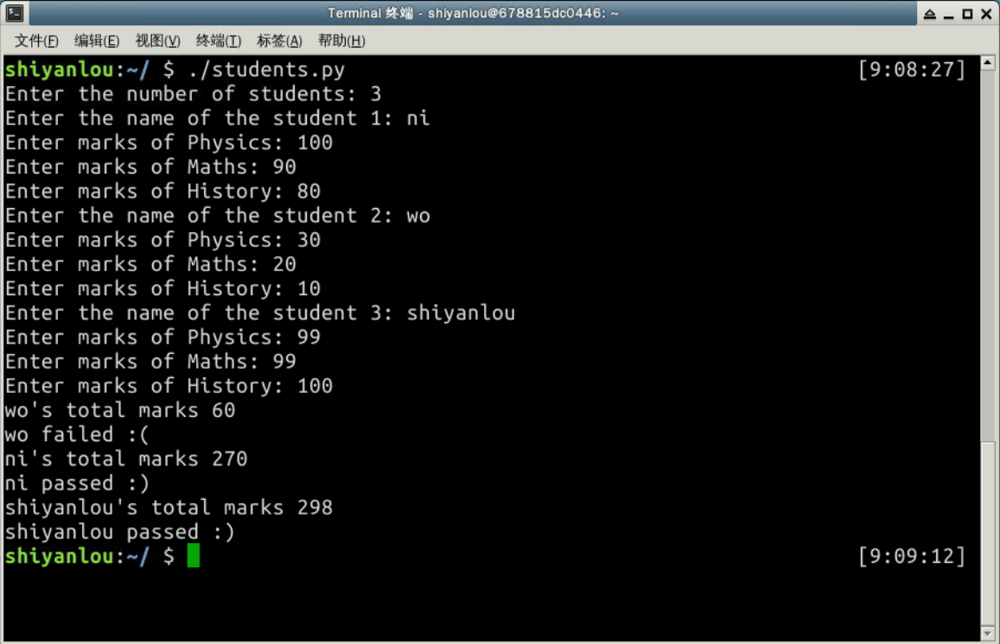 Terminal 终端 - shiyanlou@678815dc0446: ~
文件(F) 编辑(E) 视图(V) 终端(T) 标签(A) 帮助(H)
shiyanlou:~/ $ ./students.py [9:08:27]
Enter the number of students: 3
Enter the name of the student 1: ni
Enter marks of Physics: 100
Enter marks of Maths: 90
Enter marks of History: 80
Enter the name of the student 2: wo
Enter marks of Physics: 30
Enter marks of Maths: 20
Enter marks of History: 10
Enter the name of the student 3: shiyanlou
Enter marks of Physics: 99
Enter marks of Maths: 99
Enter marks of History: 100
wo's total marks 60
wo failed :(
ni's total marks 270
ni passed :)
shiyanlou's total marks 298
shiyanlou passed :)
shiyanlou:~/ $ [9:09:12]